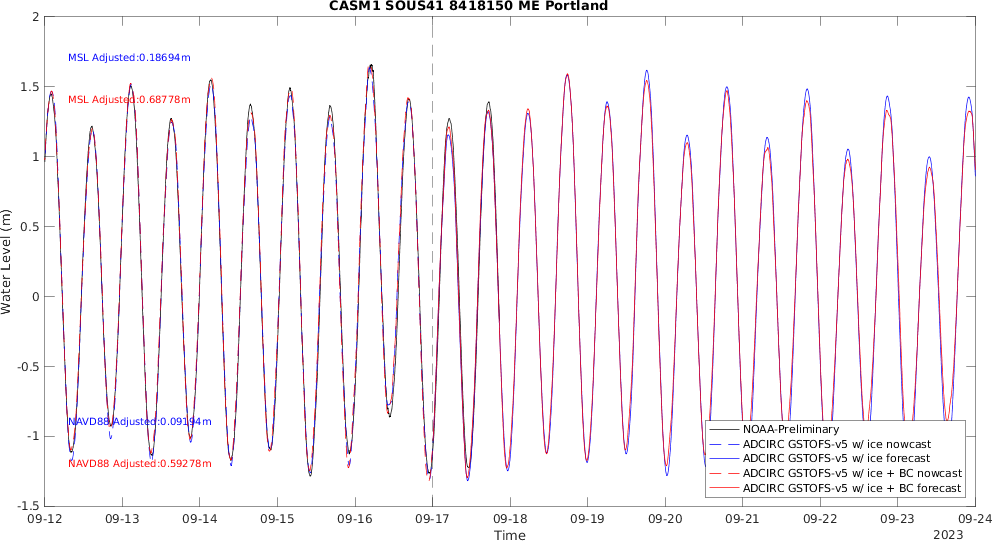 CASM1 SOUS41 8418150 ME Portland
2
1.5
1
0.5
0
-0.5
-1
-1.5
Water Level (m)
MSL Adjusted:0.18694m
MSL Adjusted:0.68778m
NAVD88 Adjusted:0.09194m
NAVD88 Adjusted:0.59278m
NOAA-Preliminary
ADCIRC GSTOFS-v5 w/ ice nowcast
ADCIRC GSTOFS-v5 w/ ice forecast
ADCIRC GSTOFS-v5 w/ ice + BC nowcast
ADCIRC GSTOFS-v5 w/ ice + BC forecast
09-12 09-13 09-14 09-15 09-16 09-17 09-18 09-19 09-20 09-21 09-22 09-23 09-24
Time
2023